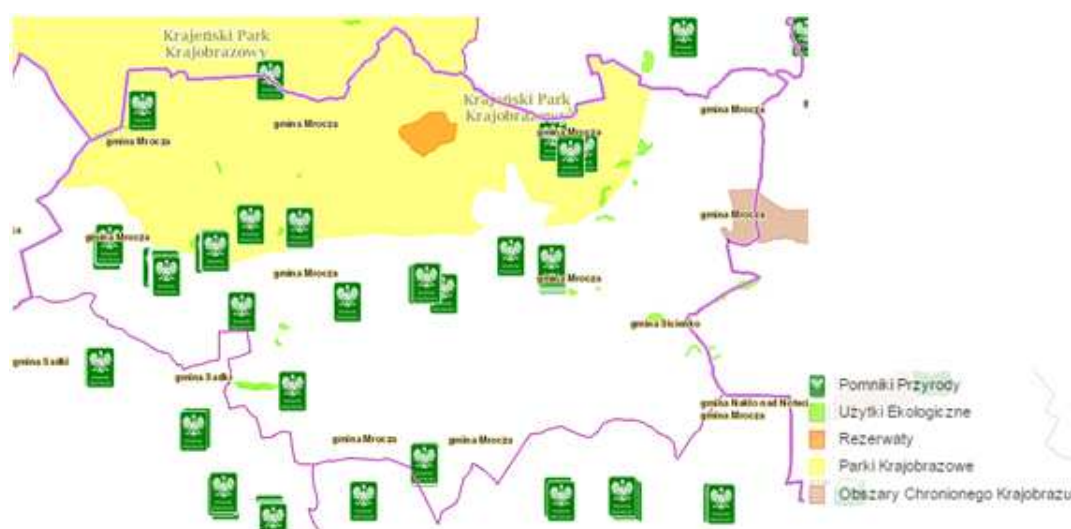 Krajeński Park
Krajobrazowy
gmina Mrocza
gmina Mrocza
Krajeński Park
Krajobrazowy
gmina Mrocza
gmina Mrocza
gmina Mrocza
gmina Mrocza
gmina Mrocza
gmina Mrocza
gmina Sicienko
gmina Sadki
gmina Sadki
gmina Nakło nad Noteci
gmina Mrocza
gmina Mrocza
gmina Mrocza
Pomniki Przyrody
Użytki Ekologiczne
Rezerwaty
Parki Krajobrazowe
Obszary Chronionego Krajobrazu